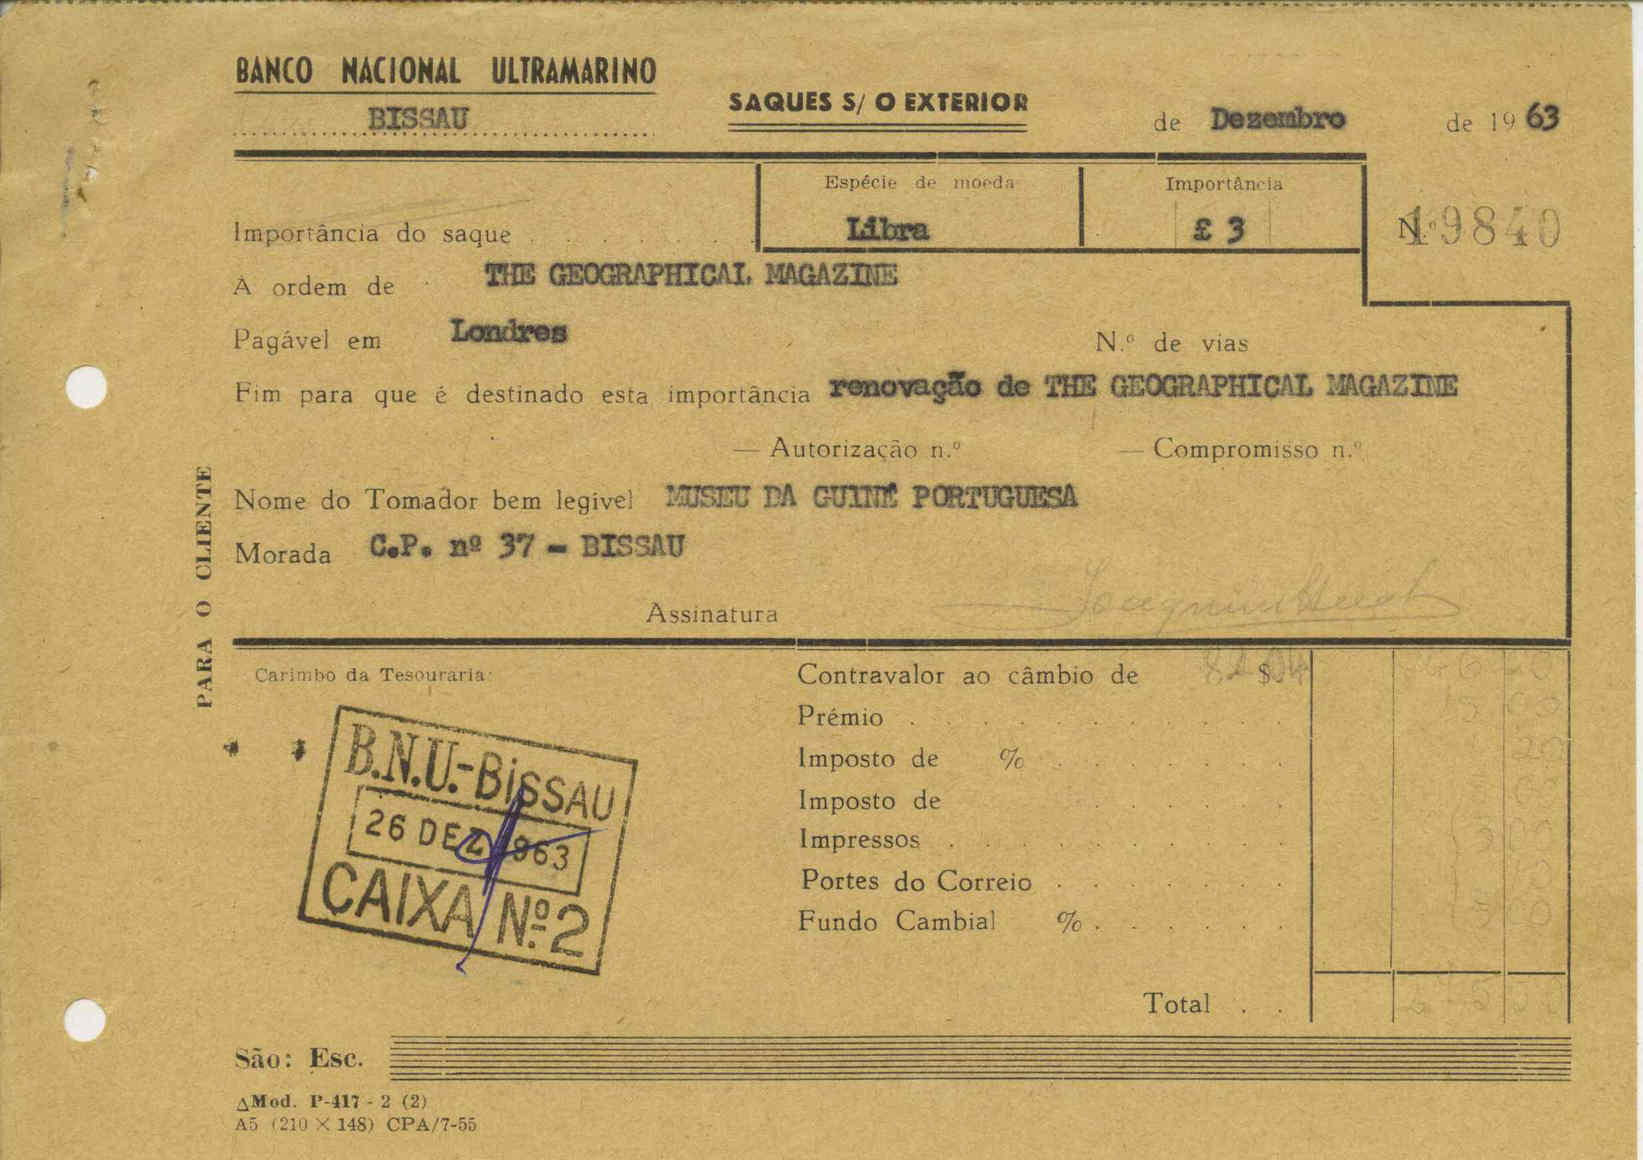 BANCO NACIONAL ULTRAMARINO
BISSAU
SAQUES S/ O EXTERIOR
de Dezembro de 1963
Espécie de moeda
Importância
Importância do saque
Libra
£ 3
N.º 19840
À ordem de THE GEOGRAPHICAL MAGAZINE
Pagável em Londres
N.º de vias
Fim para que é destinado esta importância renovação de THE GEOGRAPHICAL MAGAZINE
— Autorização n.º — Compromisso n.º
Nome do Tomador bem legível MUSEU DA GUINÉ PORTUGUESA
Morada C.P. nº 37 - BISSAU
Assinatura
PARA O CLIENTE
Carimbo da Tesouraria:
B.N.U.-BISSAU
26 DEZ 1963
CAIXA Nº 2
Contravalor ao câmbio de $
Prémio
Imposto de %
Imposto de
Impressos
Portes do Correio
Fundo Cambial %
Total
São: Esc.
△Mod. P-417 - 2 (2)
A5 (210 × 148) CPA/7-55